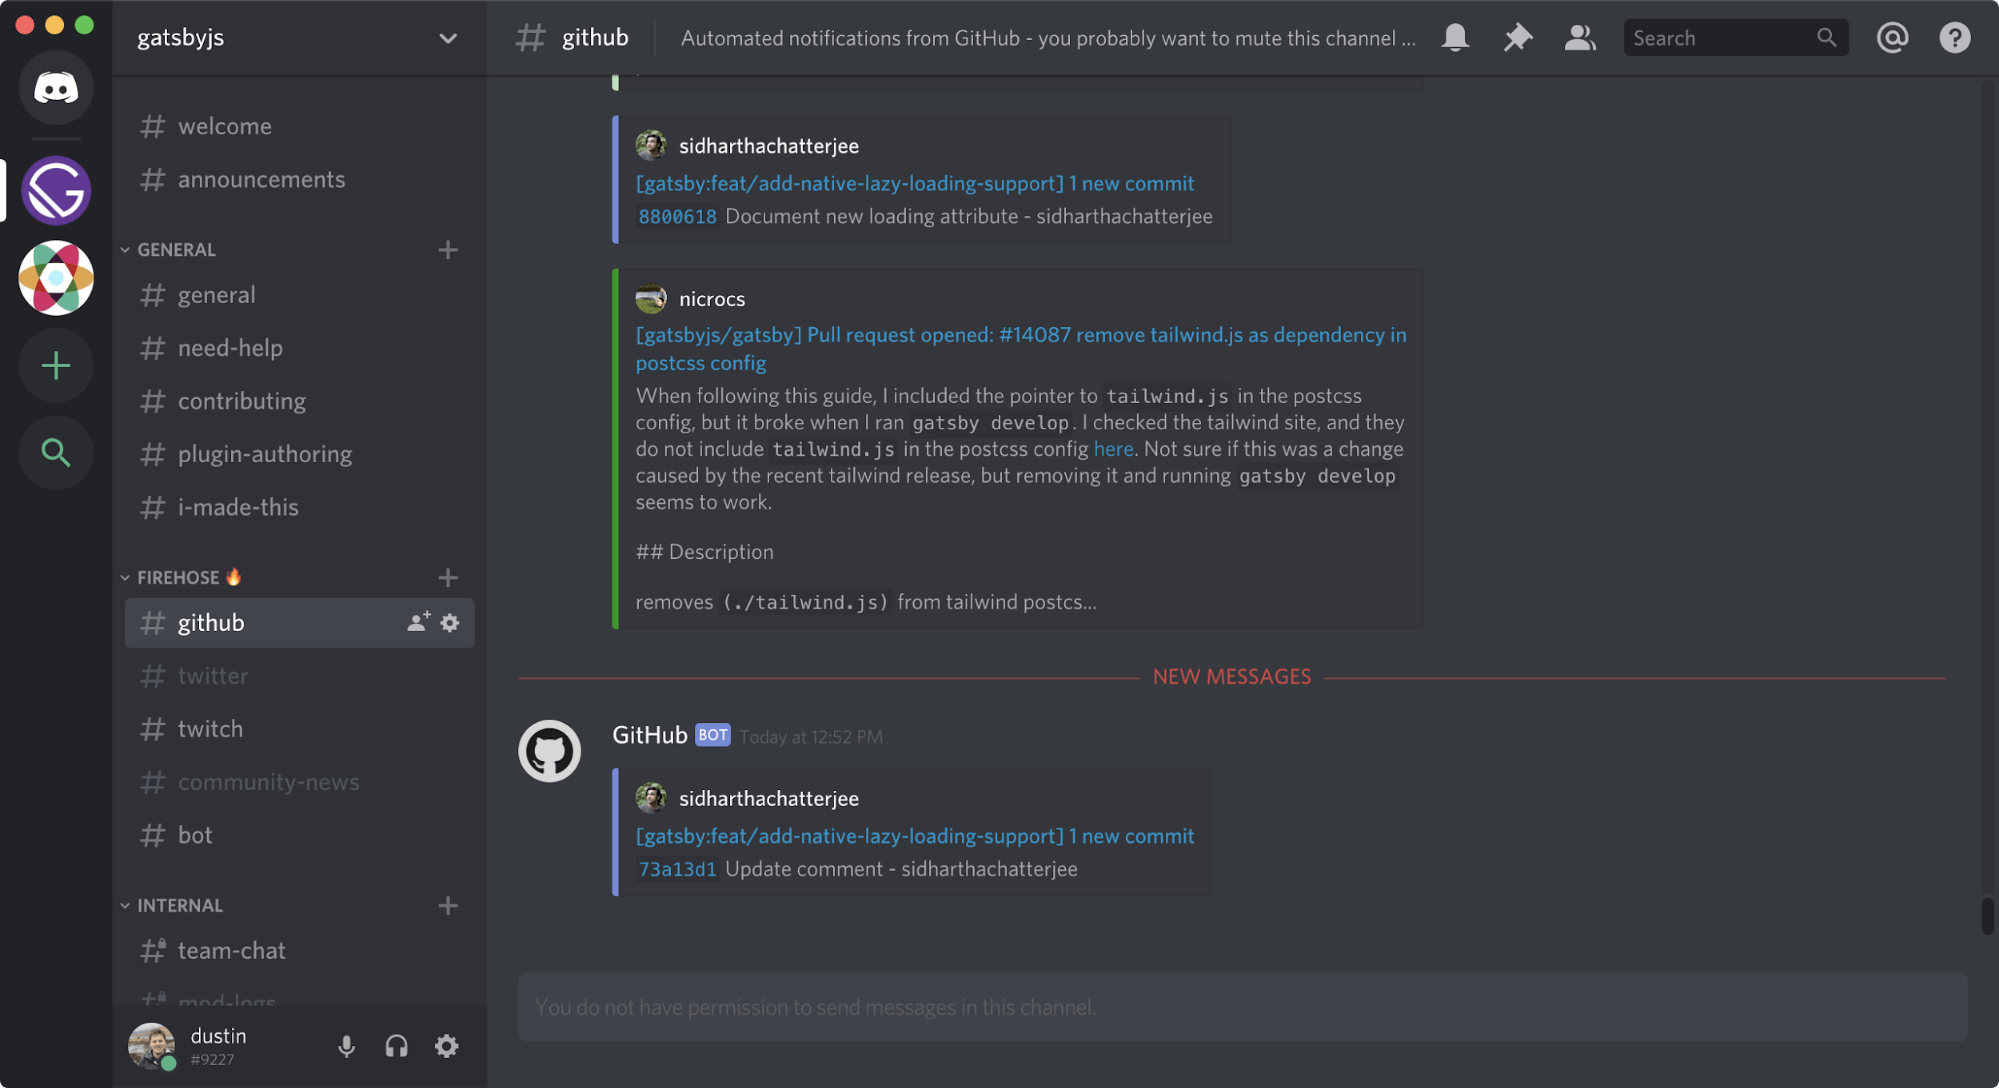 gatsbyjs
# welcome
# announcements
GENERAL
# general
# need-help
# contributing
# plugin-authoring
# i-made-this
FIREHOSE 🔥
# github
# twitter
# twitch
# community-news
# bot
INTERNAL
# team-chat
# mod-logs
dustin
#9227
# github
Automated notifications from GitHub - you probably want to mute this channel ...
Search
sidharthachatterjee
[gatsby:feat/add-native-lazy-loading-support] 1 new commit
8800618 Document new loading attribute - sidharthachatterjee
nicrocs
[gatsbyjs/gatsby] Pull request opened: #14087 remove tailwind.js as dependency in
postcss config
When following this guide, I included the pointer to tailwind.js in the postcss
config, but it broke when I ran gatsby develop. I checked the tailwind site, and they
do not include tailwind.js in the postcss config here. Not sure if this was a change
caused by the recent tailwind release, but removing it and running gatsby develop
seems to work.
## Description
removes (./tailwind.js) from tailwind postcs...
NEW MESSAGES
GitHub BOT Today at 12:52 PM
sidharthachatterjee
[gatsby:feat/add-native-lazy-loading-support] 1 new commit
73a13d1 Update comment - sidharthachatterjee
You do not have permission to send messages in this channel.